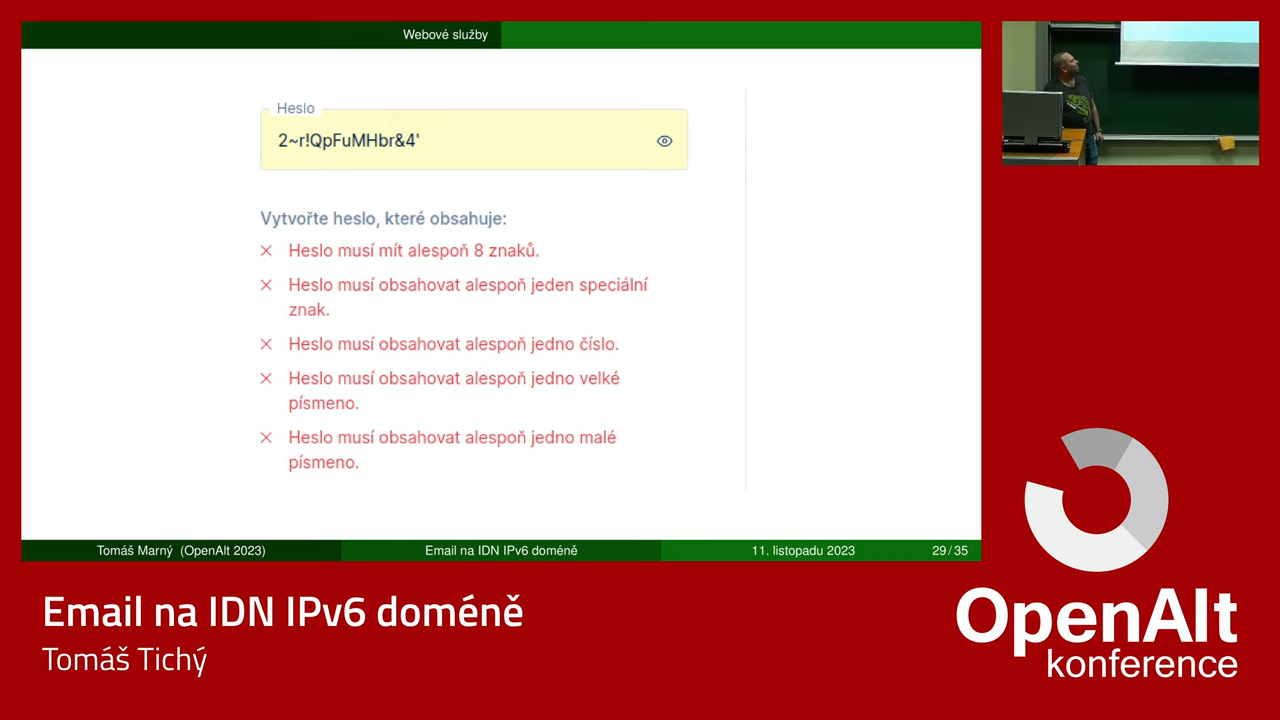 Webové služby
Heslo
2~r!QpFuMHbr&4'
Vytvořte heslo, které obsahuje:
Heslo musí mít alespoň 8 znaků.
Heslo musí obsahovat alespoň jeden speciální
znak.
Heslo musí obsahovat alespoň jedno číslo.
Heslo musí obsahovat alespoň jedno velké
písmeno.
Heslo musí obsahovat alespoň jedno malé
písmeno.
Tomáš Marný (OpenAlt 2023)
Email na IDN IPv6 doméně
11. listopadu 2023
29 / 35
Email na IDN IPv6 doméně
Tomáš Tichý
OpenAlt
konference